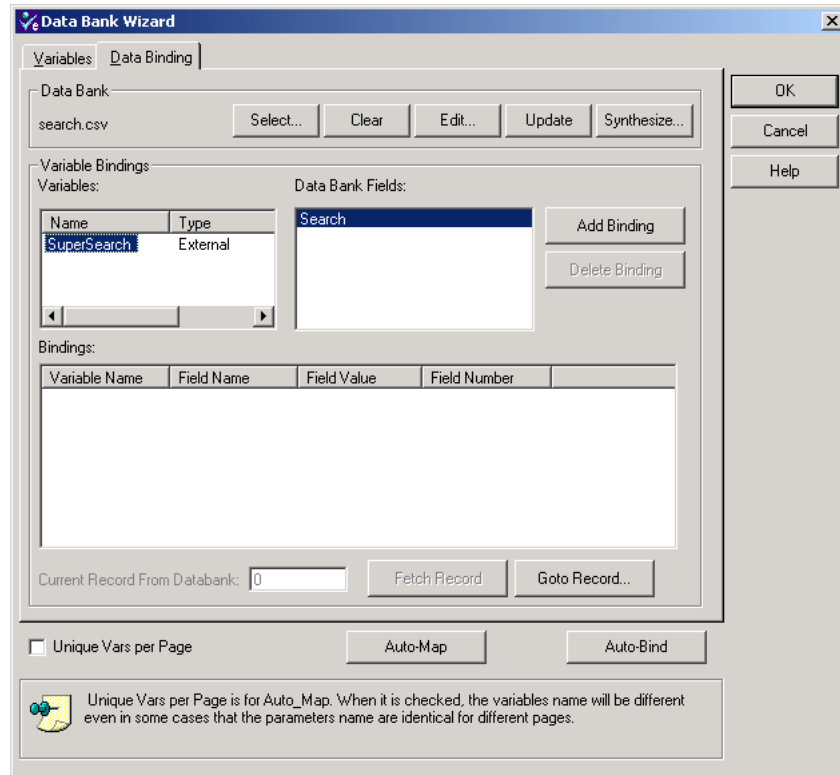 Data Bank Wizard
Variables Data Binding
Data Bank
search.csv Select... Clear Edit... Update Synthesize...
OK
Cancel
Help
Variable Bindings
Variables: Data Bank Fields:
Name Type
SuperSearch External
Search
Add Binding
Delete Binding
Bindings:
Variable Name Field Name Field Value Field Number
Current Record From Databank: 0 Fetch Record Goto Record...
Unique Vars per Page Auto-Map Auto-Bind
Unique Vars per Page is for Auto_Map. When it is checked, the variables name will be different
even in some cases that the parameters name are identical for different pages.